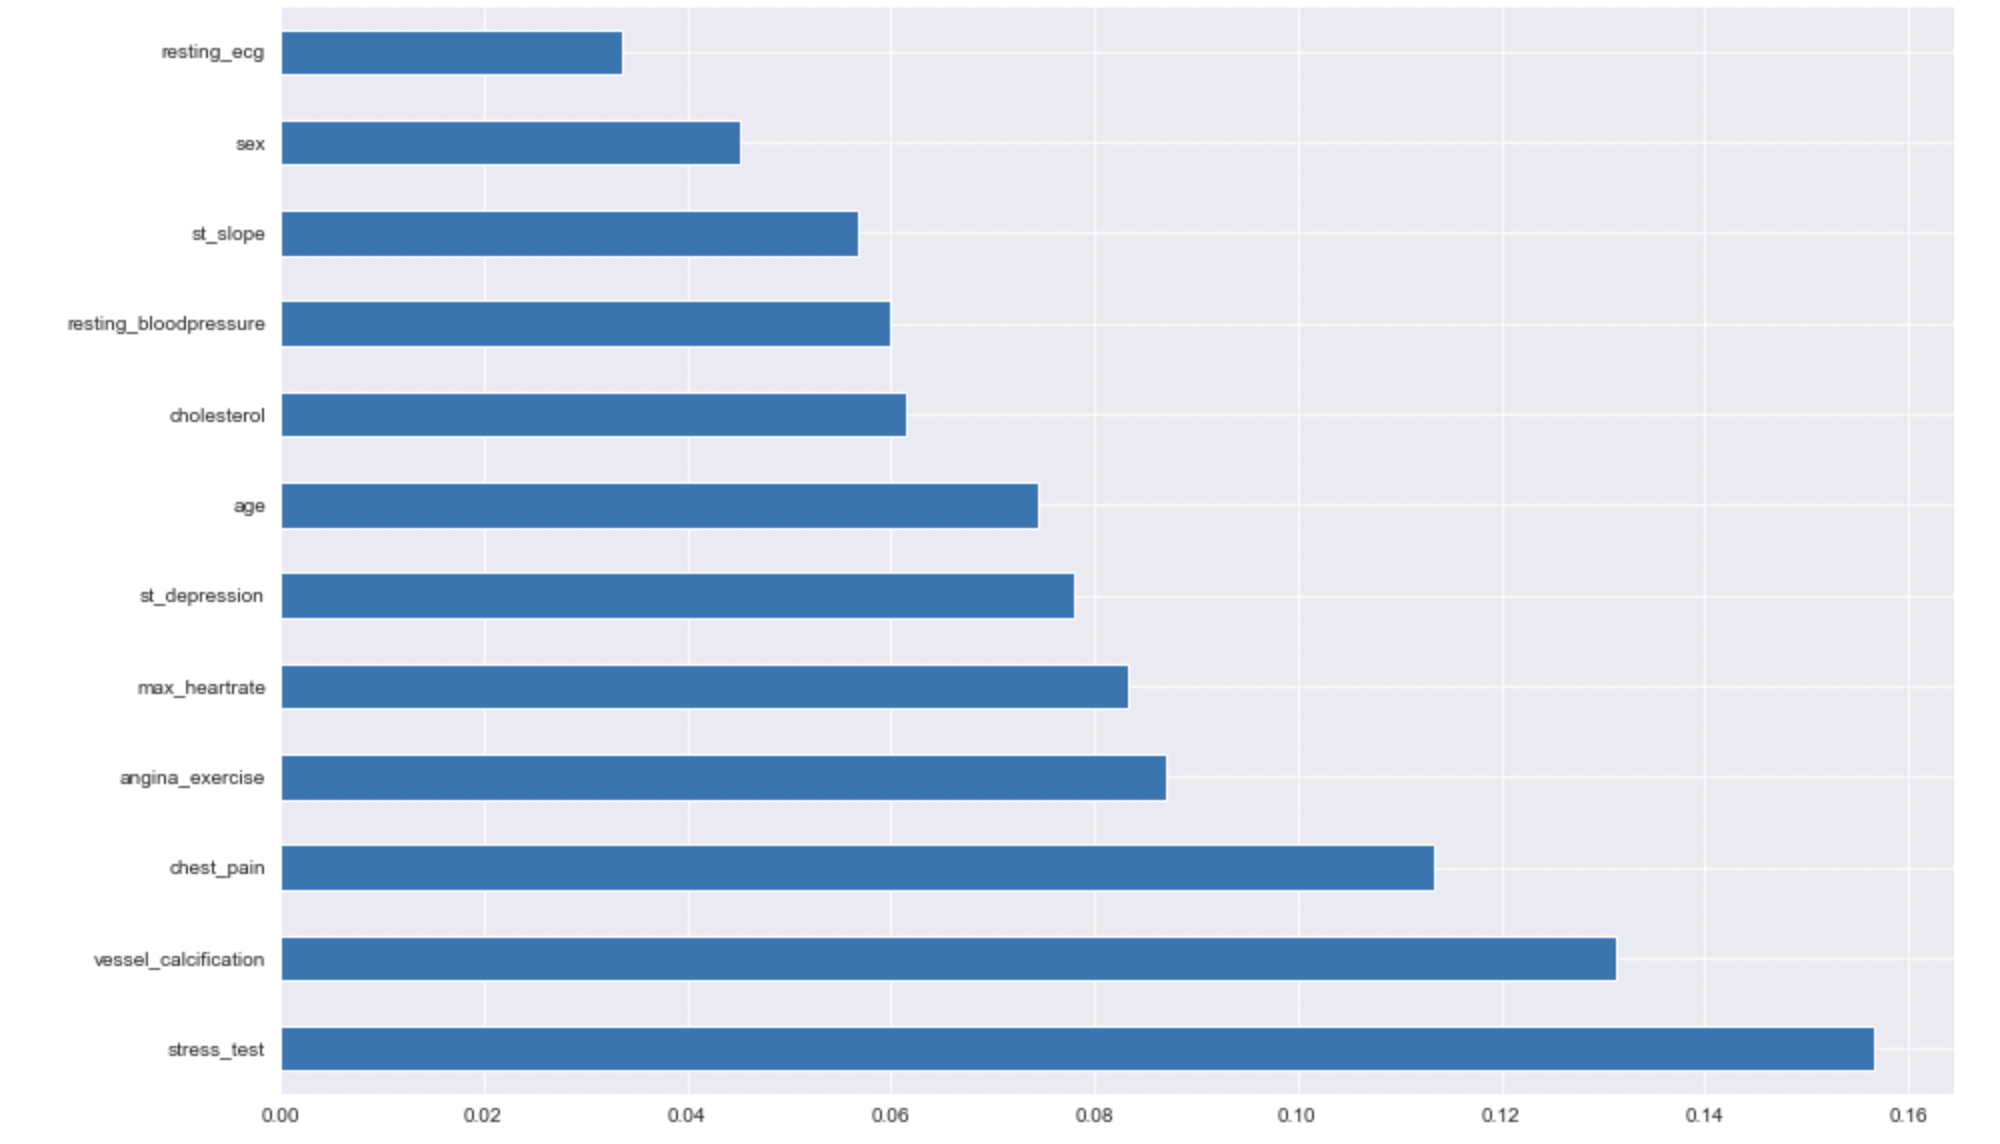 resting_ecg
sex
st_slope
resting_bloodpressure
cholesterol
age
st_depression
max_heartrate
angina_exercise
chest_pain
vessel_calcification
stress_test
0.00 0.02 0.04 0.06 0.08 0.10 0.12 0.14 0.16